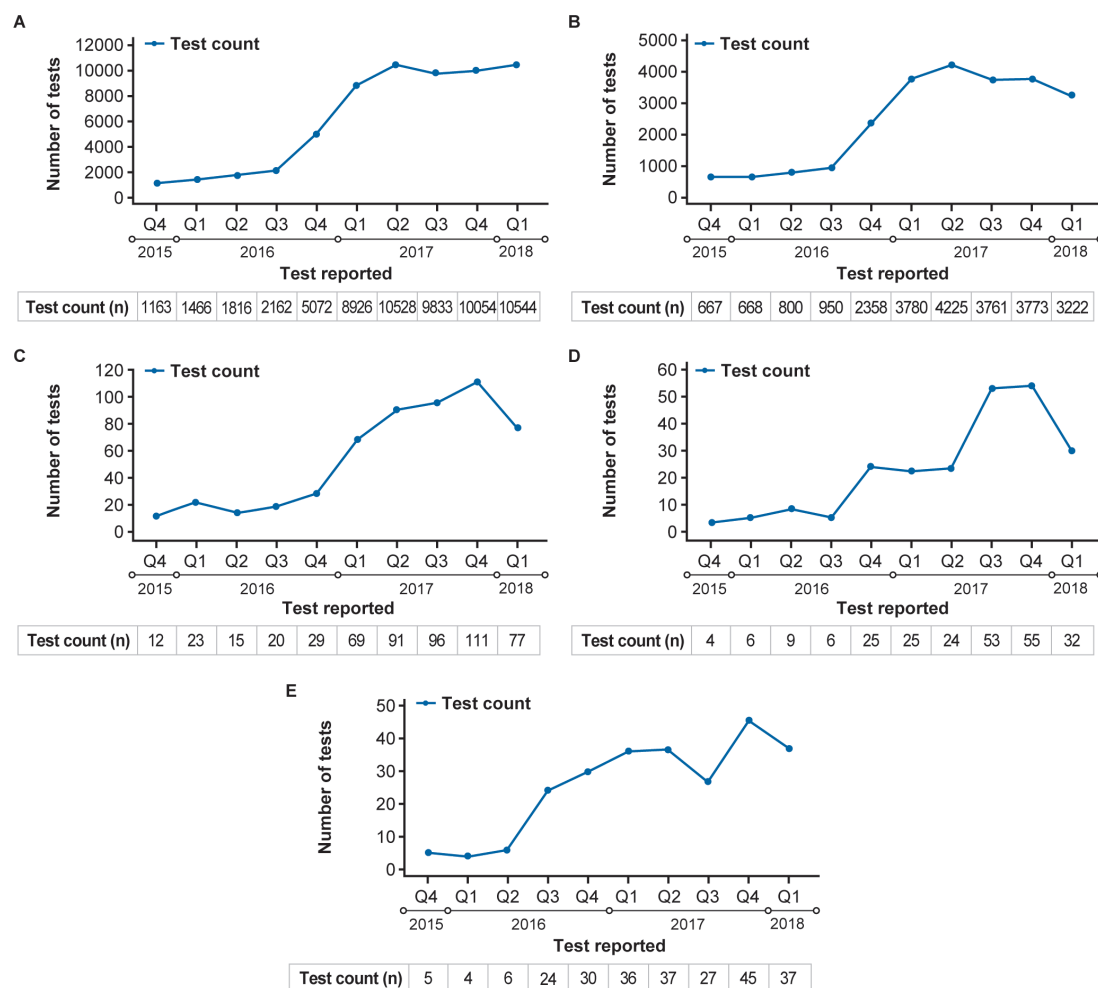 A
Test count
12000
10000
8000
6000
4000
2000
0
Number of tests
Q4 Q1 Q2 Q3 Q4 Q1 Q2 Q3 Q4 Q1
2015 2016 2017 2018
Test reported
Test count (n) 1163 1466 1816 2162 5072 8926 10528 9833 10054 10544
B
Test count
5000
4000
3000
2000
1000
0
Number of tests
Q4 Q1 Q2 Q3 Q4 Q1 Q2 Q3 Q4 Q1
2015 2016 2017 2018
Test reported
Test count (n) 667 668 800 950 2358 3780 4225 3761 3773 3222
C
Test count
120
100
80
60
40
20
0
Number of tests
Q4 Q1 Q2 Q3 Q4 Q1 Q2 Q3 Q4 Q1
2015 2016 2017 2018
Test reported
Test count (n) 12 23 15 20 29 69 91 96 111 77
D
Test count
60
50
40
30
20
10
0
Number of tests
Q4 Q1 Q2 Q3 Q4 Q1 Q2 Q3 Q4 Q1
2015 2016 2017 2018
Test reported
Test count (n) 4 6 9 6 25 25 24 53 55 32
E
Test count
50
40
30
20
10
0
Number of tests
Q4 Q1 Q2 Q3 Q4 Q1 Q2 Q3 Q4 Q1
2015 2016 2017 2018
Test reported
Test count (n) 5 4 6 24 30 36 37 27 45 37